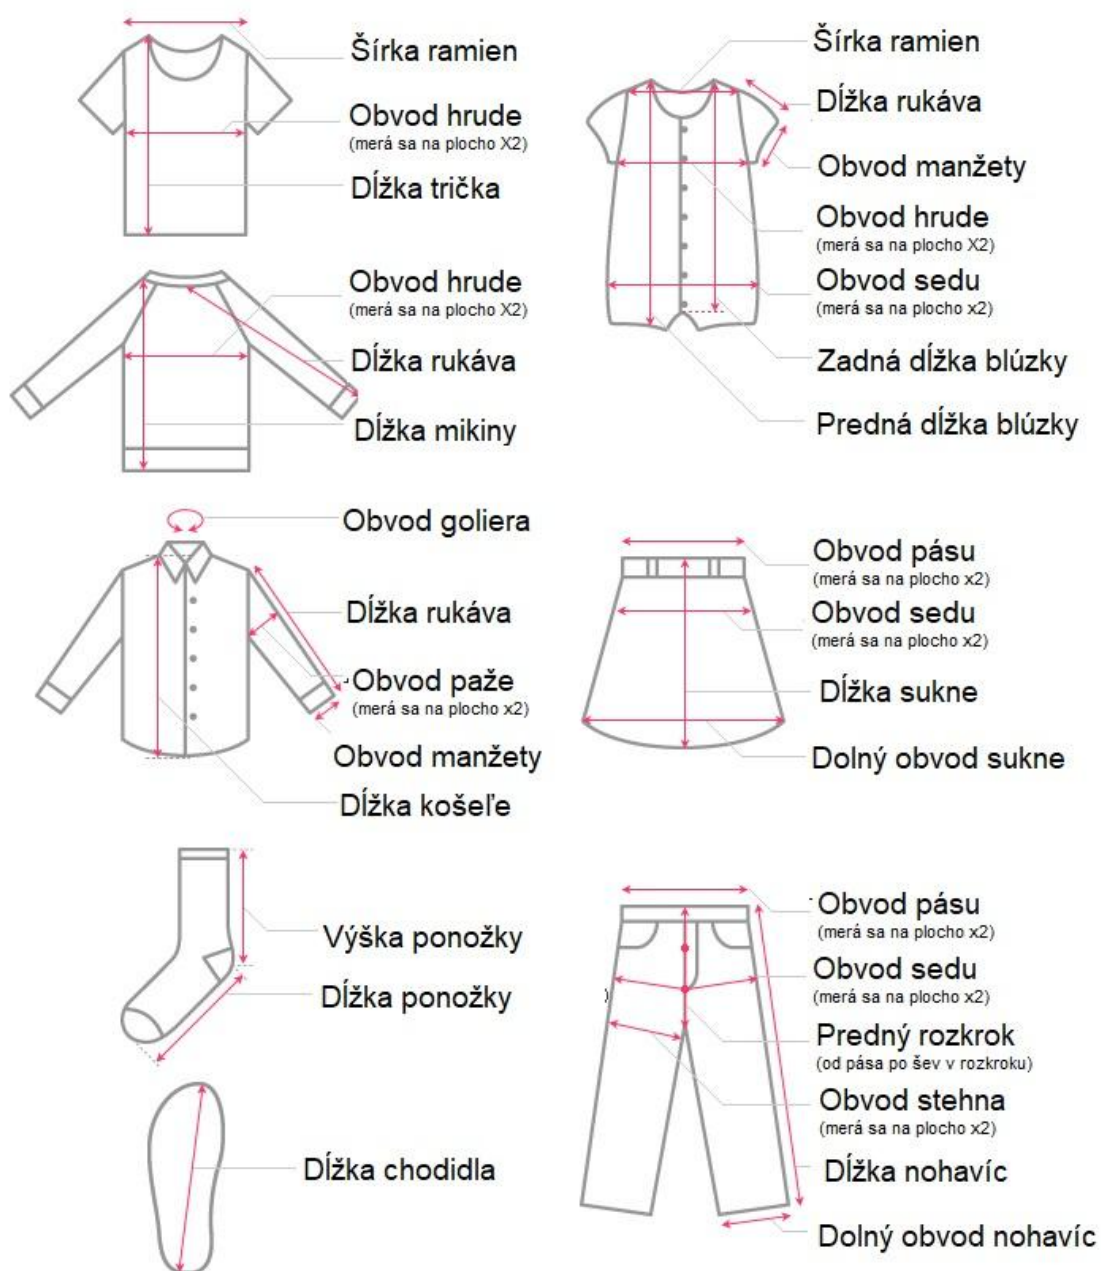 Šírka ramien
Obvod hrude
(merá sa na plocho X2)
Dĺžka trička
Obvod hrude
(merá sa na plocho X2)
Dĺžka rukáva
Dĺžka mikiny
Obvod goliera
Dĺžka rukáva
Obvod paže
(merá sa na plocho x2)
Obvod manžety
Dĺžka košeľe
Výška ponožky
Dĺžka ponožky
Dĺžka chodidla
Šírka ramien
Dĺžka rukáva
Obvod manžety
Obvod hrude
(merá sa na plocho X2)
Obvod sedu
(merá sa na plocho x2)
Zadná dĺžka blúzky
Predná dĺžka blúzky
Obvod pásu
(merá sa na plocho x2)
Obvod sedu
(merá sa na plocho x2)
Dĺžka sukne
Dolný obvod sukne
Obvod pásu
(merá sa na plocho x2)
Obvod sedu
(merá sa na plocho x2)
Predný rozkrok
(od pása po šev v rozkroku)
Obvod stehna
(merá sa na plocho x2)
Dĺžka nohavíc
Dolný obvod nohavíc